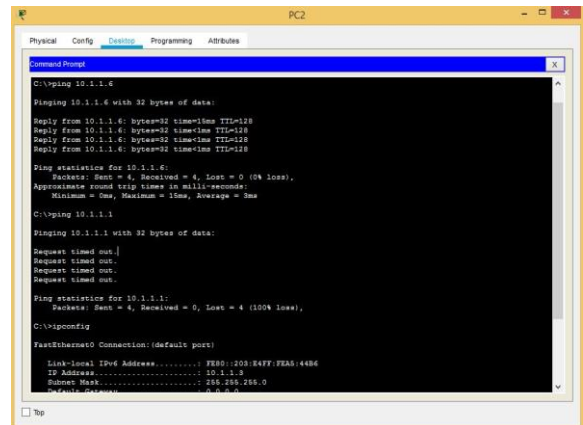 PC2
Physical Config Desktop Programming Attributes
Command Prompt X
C:\>ping 10.1.1.6
Pinging 10.1.1.6 with 32 bytes of data:
Reply from 10.1.1.6: bytes=32 time=15ms TTL=128
Reply from 10.1.1.6: bytes=32 time<1ms TTL=128
Reply from 10.1.1.6: bytes=32 time<1ms TTL=128
Reply from 10.1.1.6: bytes=32 time<1ms TTL=128
Ping statistics for 10.1.1.6:
Packets: Sent = 4, Received = 4, Lost = 0 (0% loss),
Approximate round trip times in milli-seconds:
Minimum = 0ms, Maximum = 15ms, Average = 3ms
C:\>ping 10.1.1.1
Pinging 10.1.1.1 with 32 bytes of data:
Request timed out.
Request timed out.
Request timed out.
Request timed out.
Ping statistics for 10.1.1.1:
Packets: Sent = 4, Received = 0, Lost = 4 (100% loss),
C:\>ipconfig
FastEthernet0 Connection:(default port)
Link-local IPv6 Address.........: FE80::203:E4FF:FEA5:44B6
IP Address......................: 10.1.1.3
Subnet Mask.....................: 255.255.255.0
Default Gateway.................: 0.0.0.0
Top